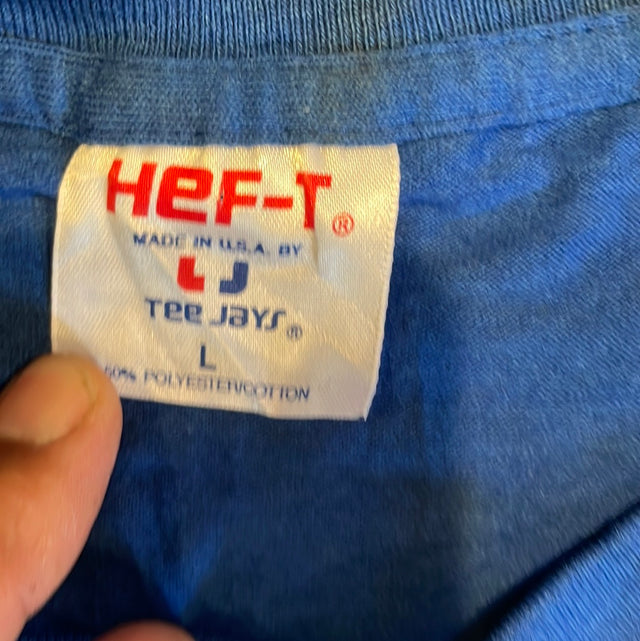 HEF-T®
MADE IN U.S.A. BY
TEE JAYS®
L
50% POLYESTER/COTTON